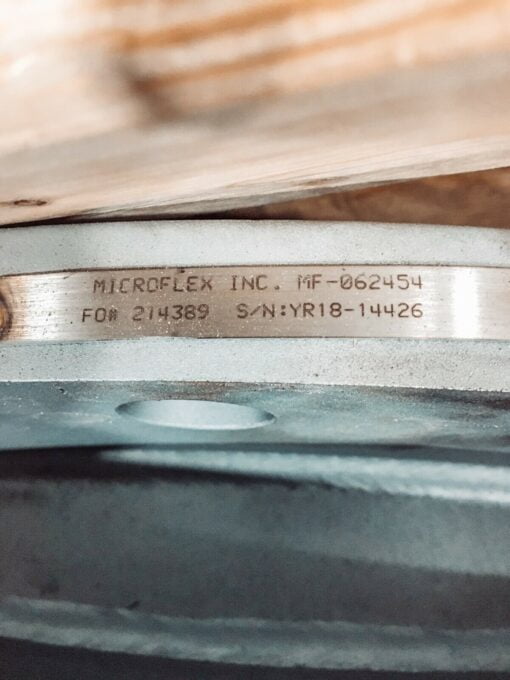 MICROFLEX INC. MF-062454
FO# 214389 S/N:YR18-14426